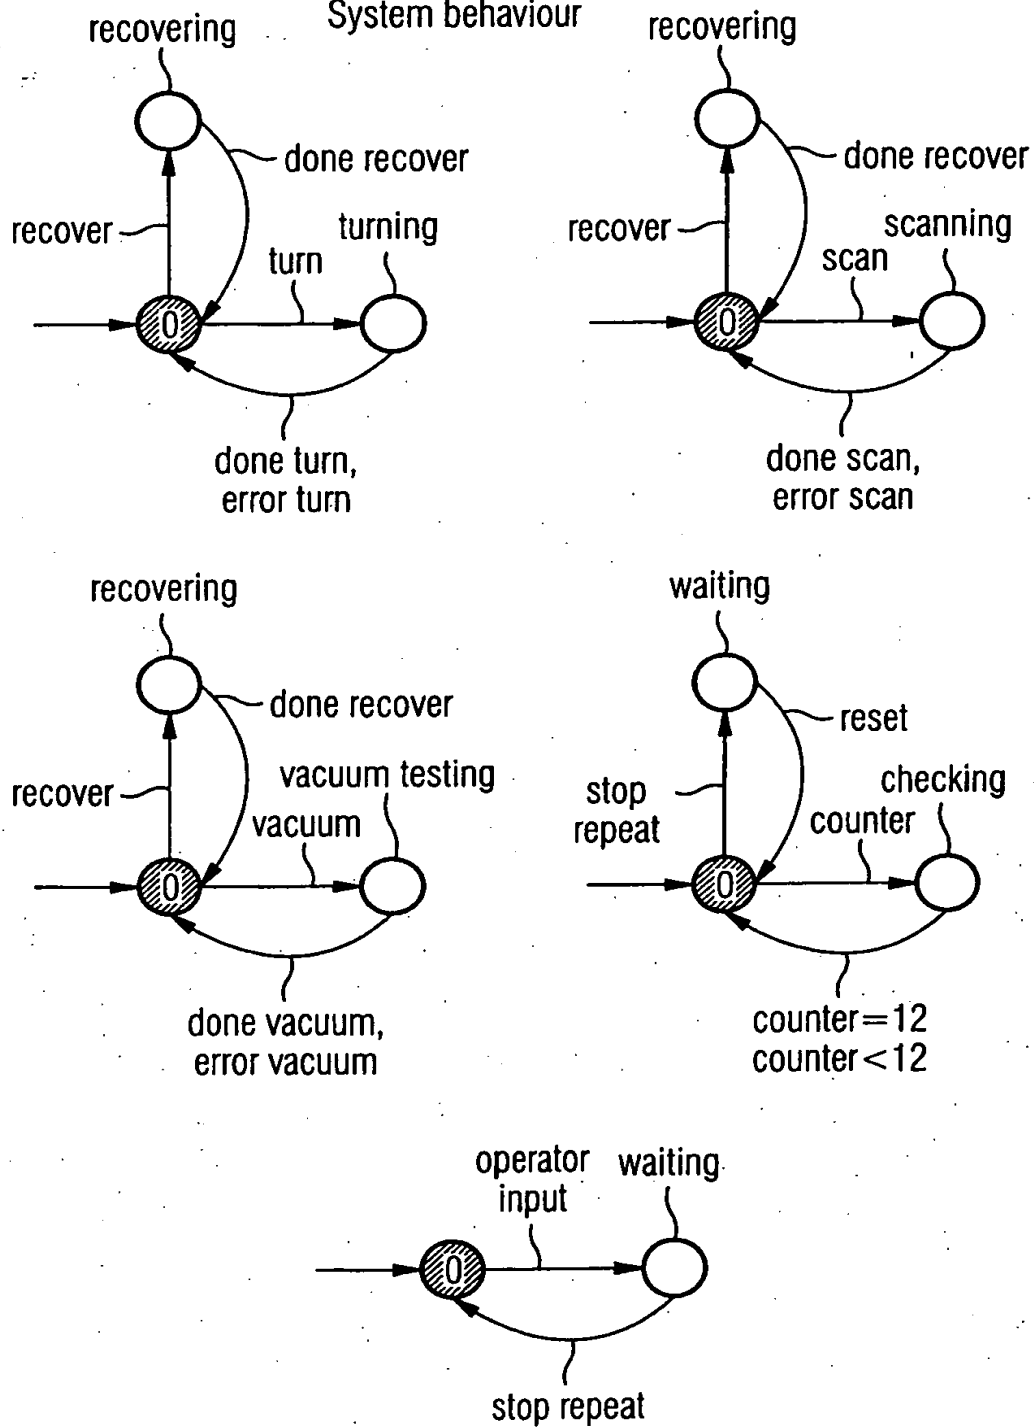 System behaviour
recovering
done recover
recover
turning
turn
0
done turn,
error turn
recovering
done recover
recover
scanning
scan
0
done scan,
error scan
recovering
done recover
recover
vacuum testing
vacuum
0
done vacuum,
error vacuum
waiting
reset
stop
repeat
checking
counter
0
counter=12
counter<12
operator
input
waiting
0
stop repeat